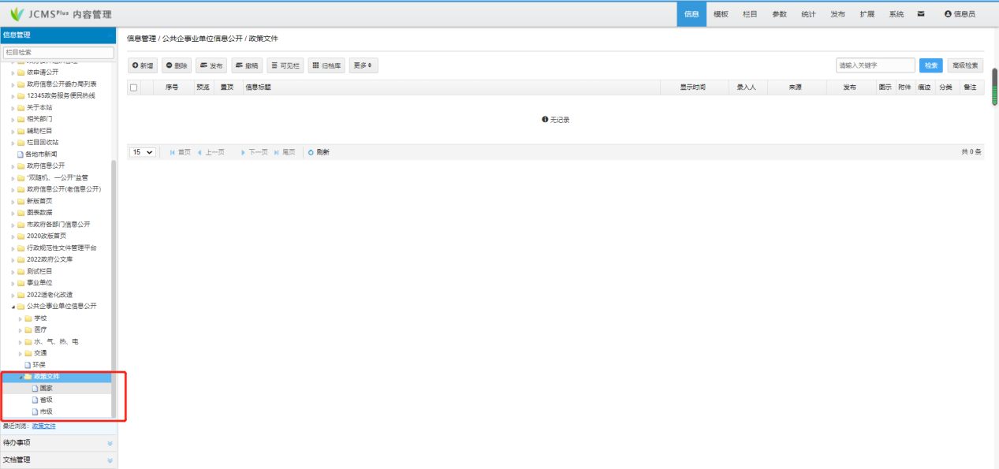 JCMSPlus 内容管理
信息 模板 栏目 参数 统计 发布 扩展 系统 信息员
信息管理
栏目检索
依申请公开
政府信息公开委办局列表
12345政务服务便民热线
关于本站
相关部门
辅助栏目
栏目回收站
各地市新闻
政府信息公开
"双随机、一公开"监管
政府信息公开(老信息公开)
新版首页
图表数据
市政府各部门信息公开
2020改版首页
行政规范性文件管理平台
2022政府公文库
测试栏目
事业单位
2022适老化改造
公共企事业单位信息公开
学校
医疗
水、气、热、电
交通
环保
政策文件
国家
省级
市级
最近浏览: 政策文件
待办事项
文档管理
信息管理 / 公共企事业单位信息公开 / 政策文件
新增 删除 发布 撤稿 可见栏 归档库 更多 请输入关键字 检索 高级检索
序号 预览 置顶 信息标题 显示时间 录入人 来源 发布 图示 附件 痕迹 分类 备注
无记录
15 首页 上一页 下一页 尾页 刷新 共 0 条